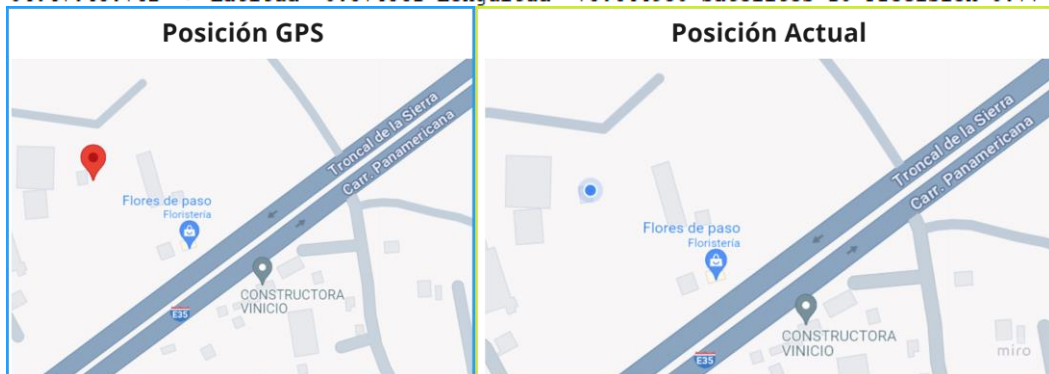 Posición GPS
Posición Actual
Troncal de la Sierra
Carr. Panamericana
Flores de paso
Floristería
CONSTRUCTORA
VINICIO
E35
Troncal de la Sierra
Carr. Panamericana
Flores de paso
Floristería
CONSTRUCTORA
VINICIO
E35
miro